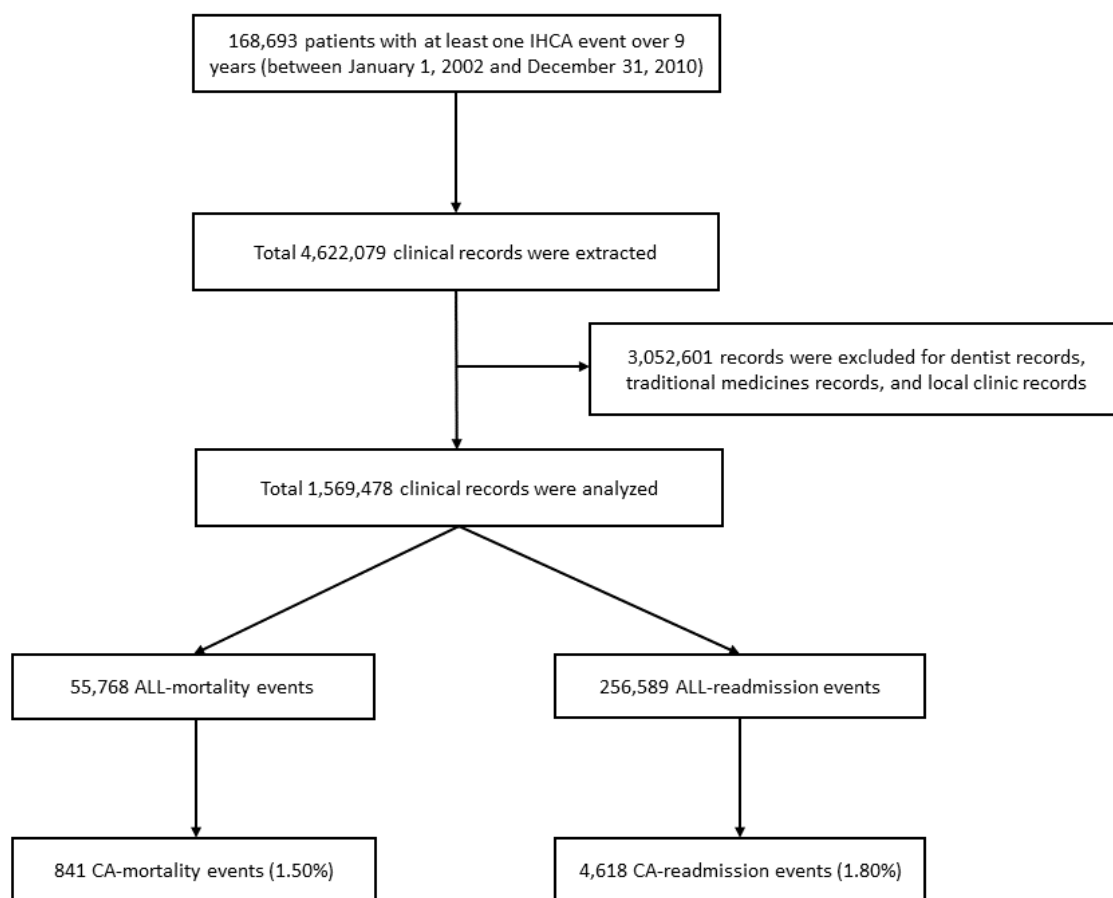 168,693 patients with at least one IHCA event over 9
years (between January 1, 2002 and December 31, 2010)
Total 4,622,079 clinical records were extracted
3,052,601 records were excluded for dentist records,
traditional medicines records, and local clinic records
Total 1,569,478 clinical records were analyzed
55,768 ALL-mortality events
256,589 ALL-readmission events
841 CA-mortality events (1.50%)
4,618 CA-readmission events (1.80%)